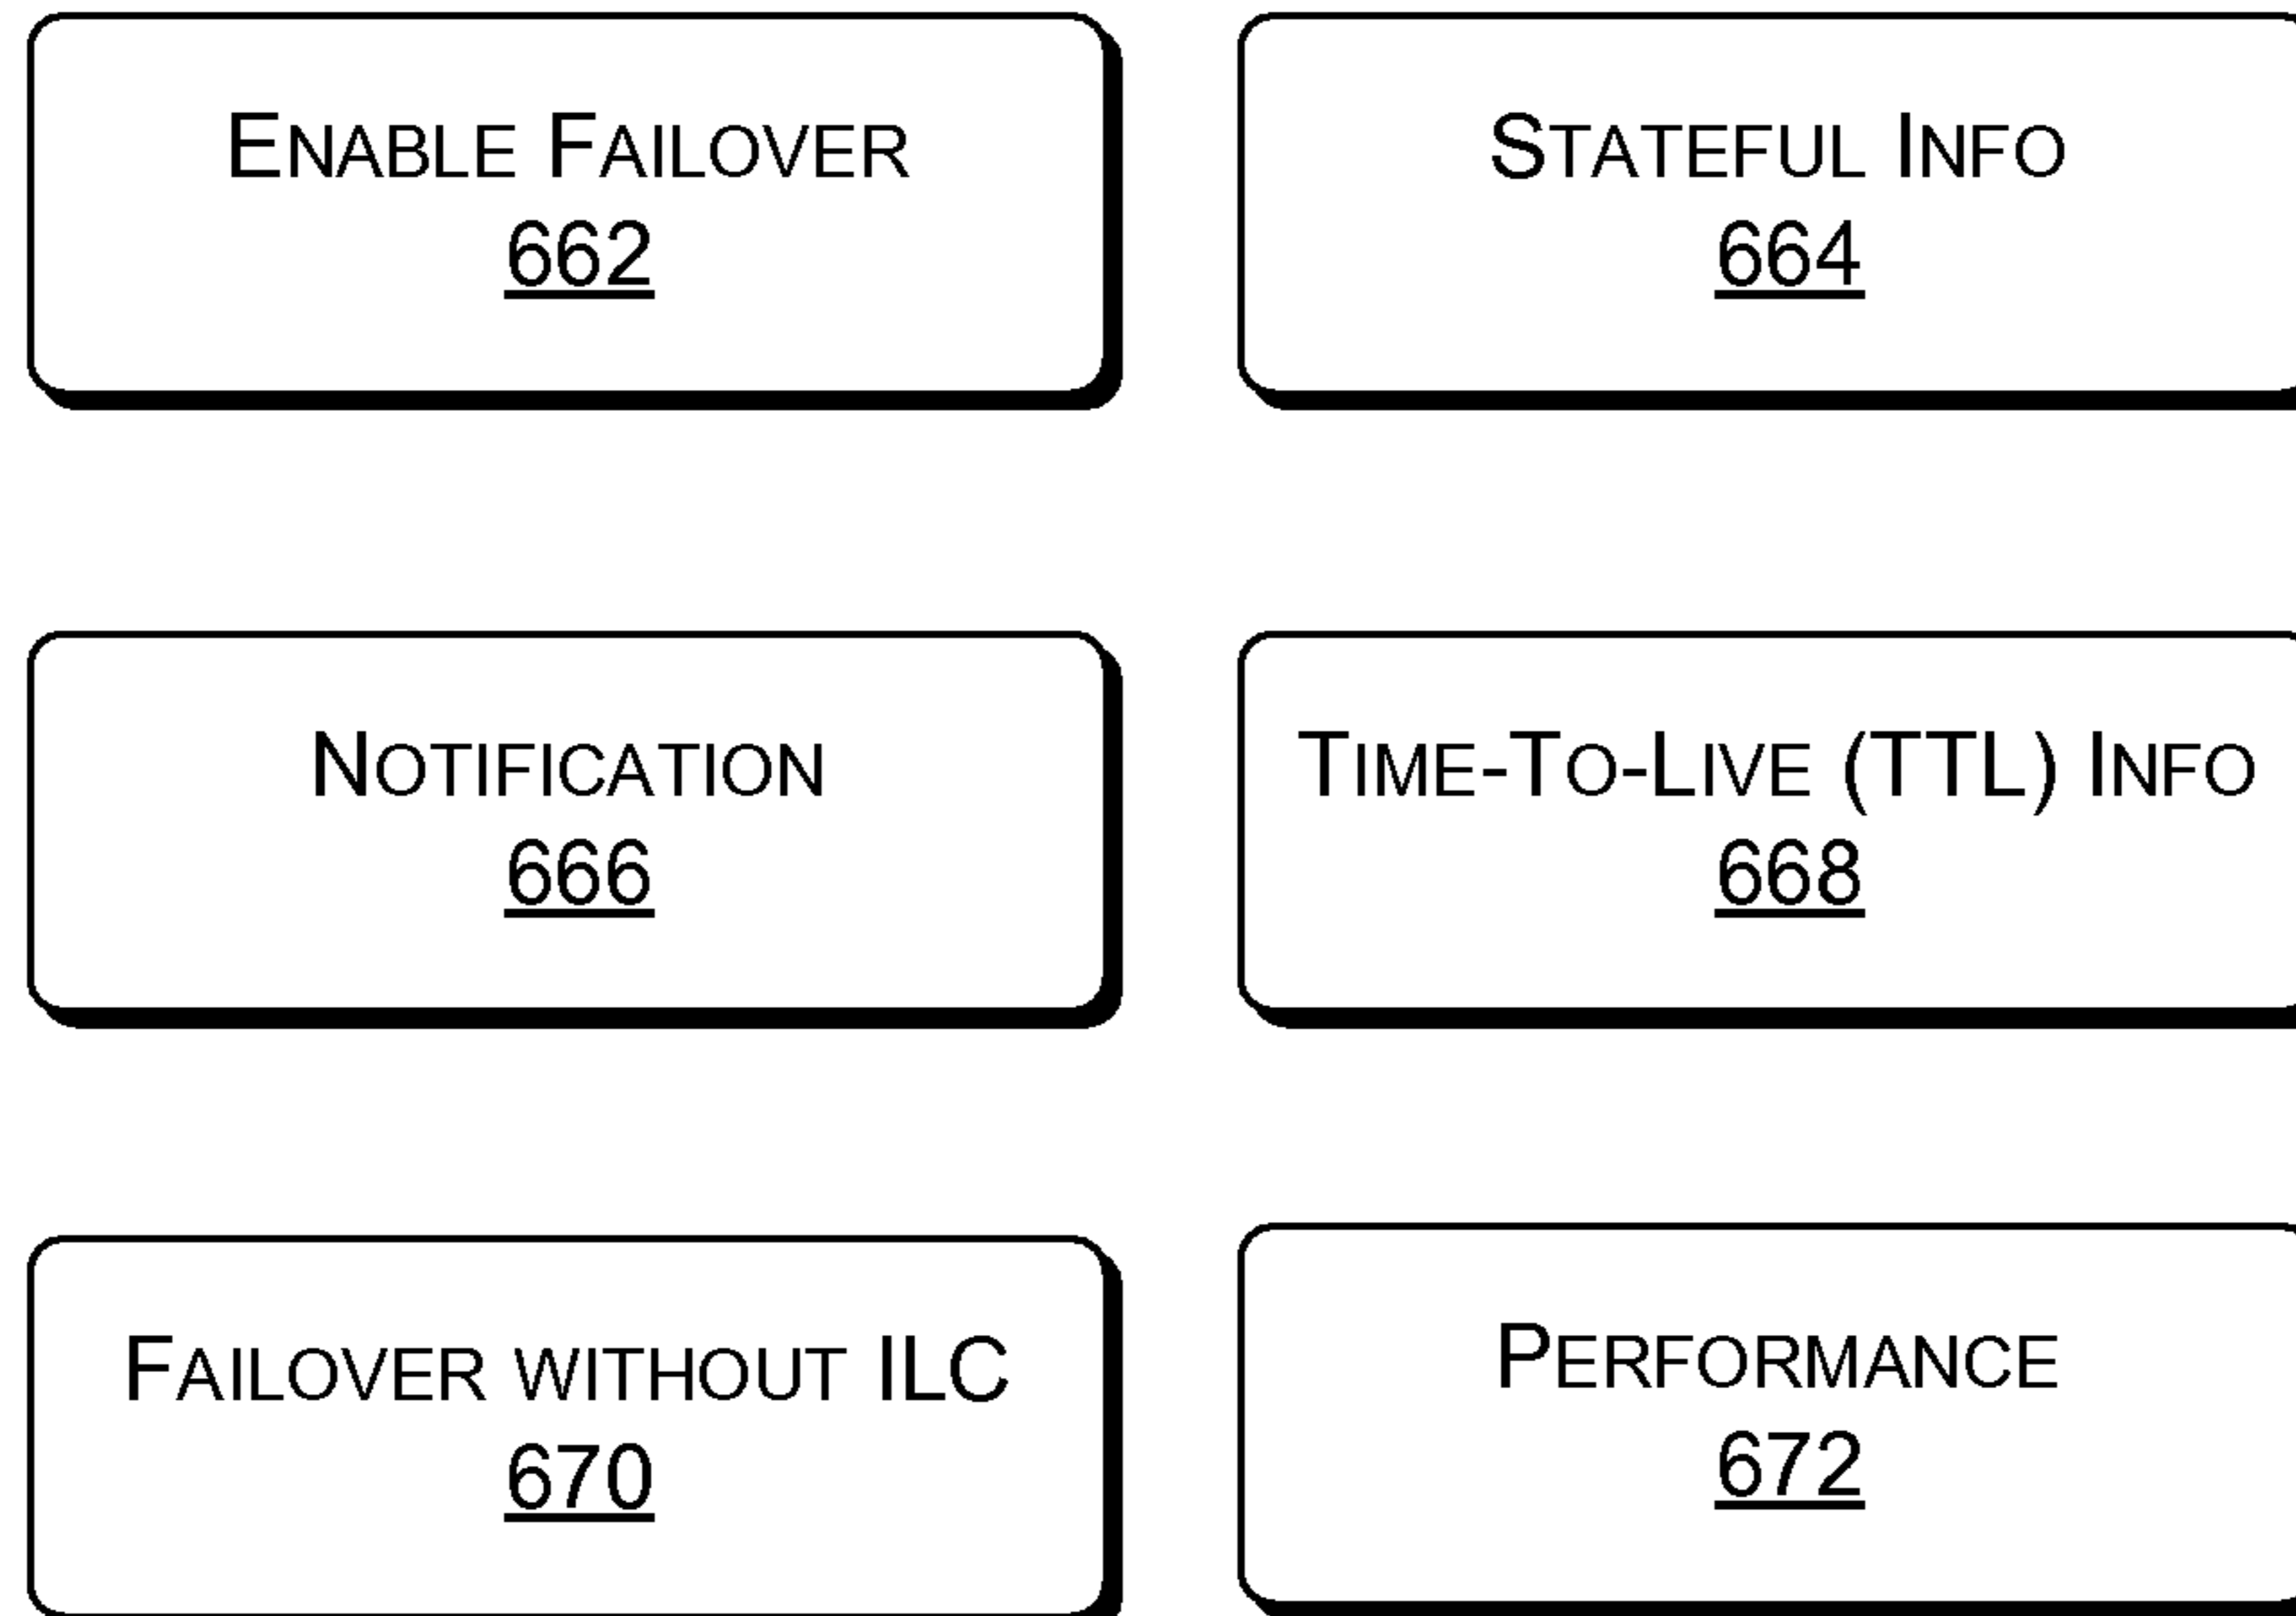 Enable Failover
662
Stateful Info
664
Notification
666
Time-To-Live (TTL) Info
668
Failover without ILC
670
Performance
672